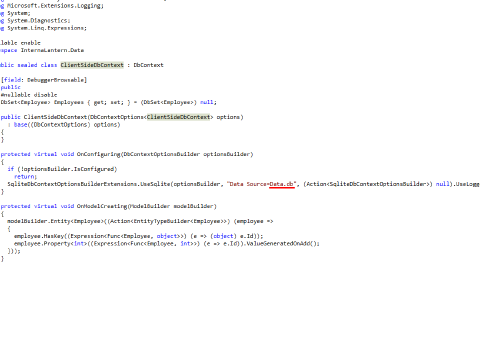 g Microsoft.Extensions.Logging;
g System;
g System.Diagnostics;
g System.Linq.Expressions;
llable enable
espace InternaLantern.Data
ublic sealed class ClientSideDbContext : DbContext
[field: DebuggerBrowsable]
public
#nullable disable
DbSet<Employee> Employees { get; set; } = (DbSet<Employee>) null;
public ClientSideDbContext(DbContextOptions<ClientSideDbContext> options)
: base((DbContextOptions) options)
{
}
protected virtual void OnConfiguring(DbContextOptionsBuilder optionsBuilder)
{
if (!optionsBuilder.IsConfigured)
return;
SqliteDbContextOptionsBuilderExtensions.UseSqlite(optionsBuilder, "Data Source=Data.db", (Action<SqliteDbContextOptionsBuilder>) null).UseLogg
}
protected virtual void OnModelCreating(ModelBuilder modelBuilder)
{
modelBuilder.Entity<Employee>((Action<EntityTypeBuilder<Employee>>) (employee =>
{
employee.HasKey((Expression<Func<Employee, object>>) (e => (object) e.Id));
employee.Property<int>((Expression<Func<Employee, int>>) (e => e.Id)).ValueGeneratedOnAdd();
}));
}